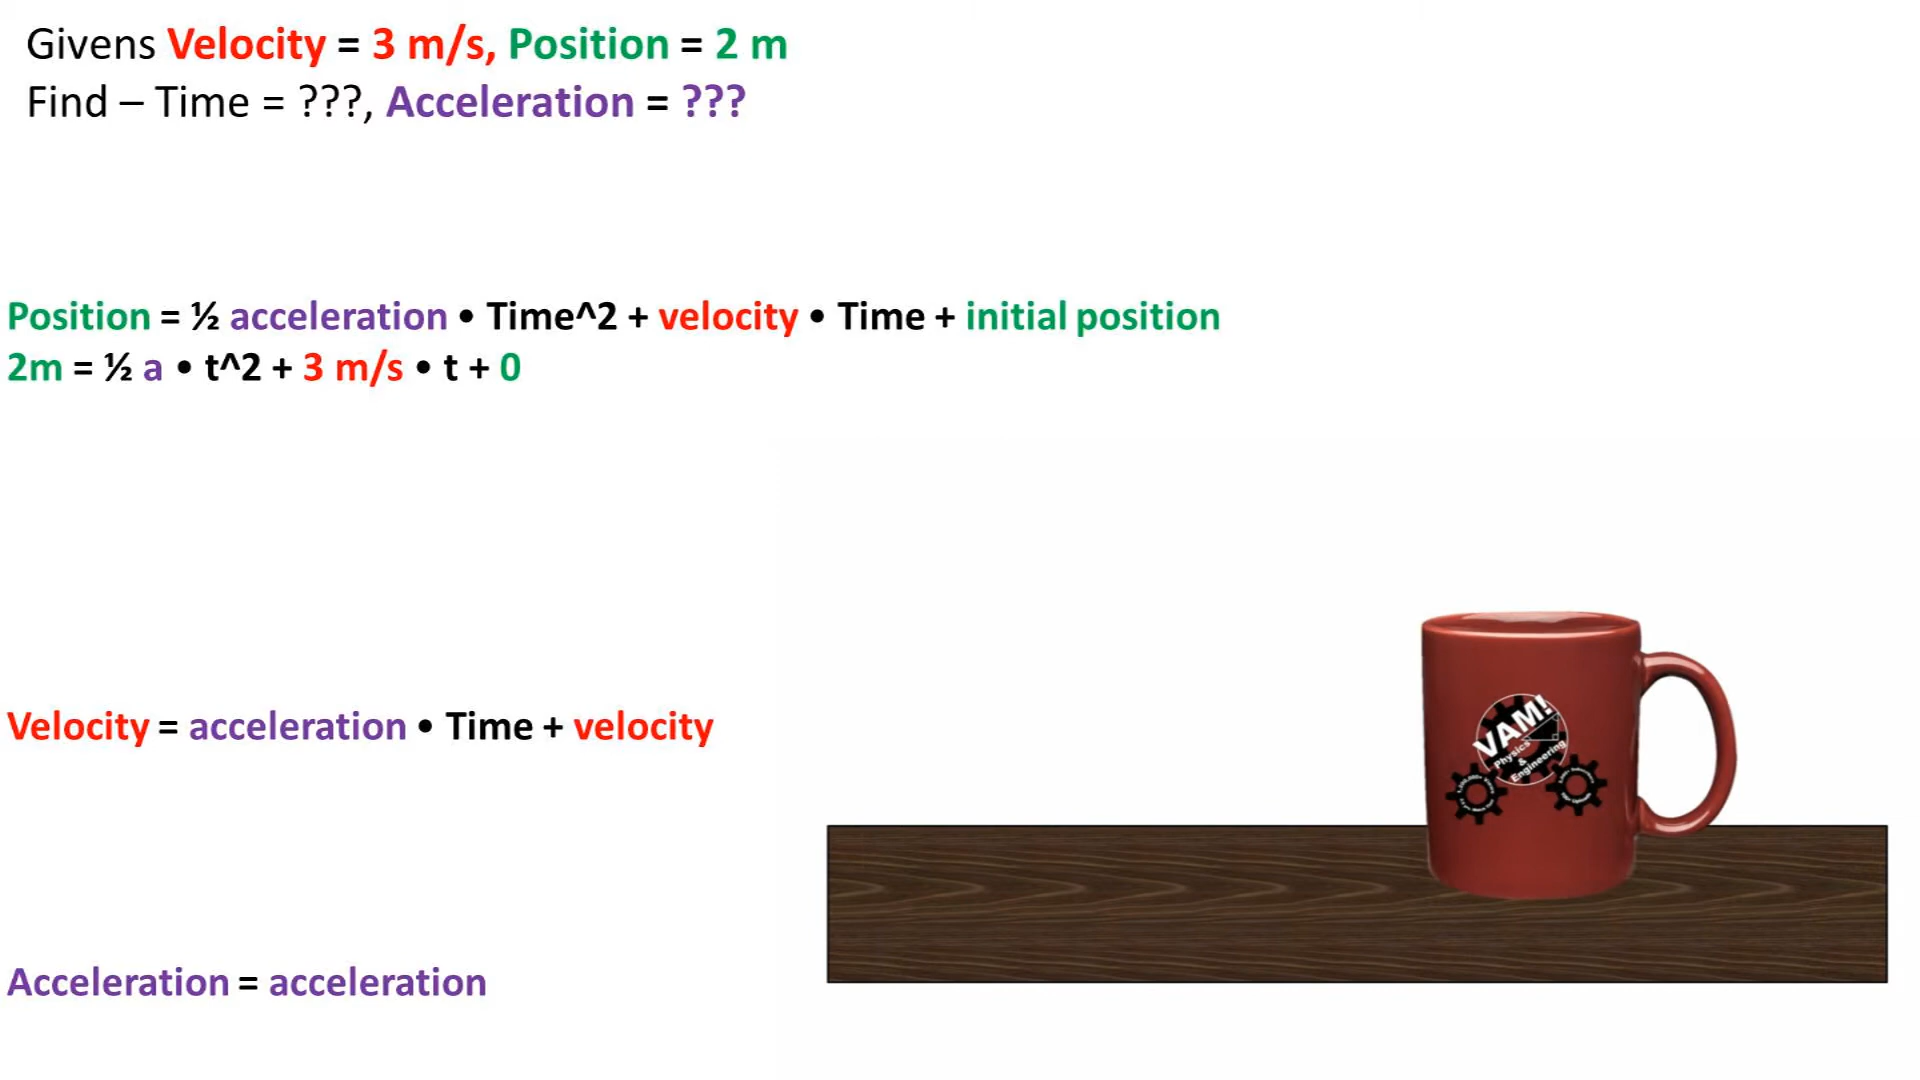 Givens Velocity = 3 m/s, Position = 2 m
Find – Time = ???, Acceleration = ???
Position = ½ acceleration • Time^2 + velocity • Time + initial position
2m = ½ a • t^2 + 3 m/s • t + 0
Velocity = acceleration • Time + velocity
VAM!
Physics
&
Engineering
Acceleration = acceleration